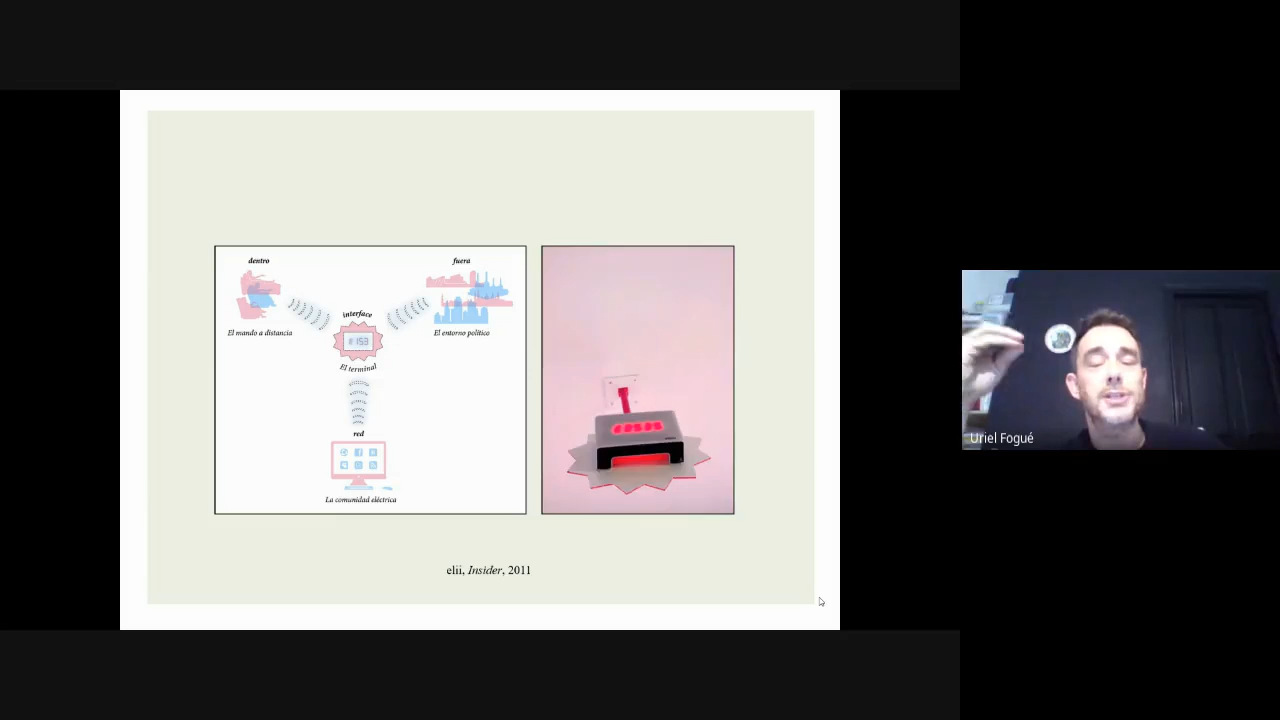 dentro
fuera
interface
El mando a distancia
153
El entorno político
El terminal
red
La comunidad eléctrica
elii, Insider, 2011
Uriel Fogué